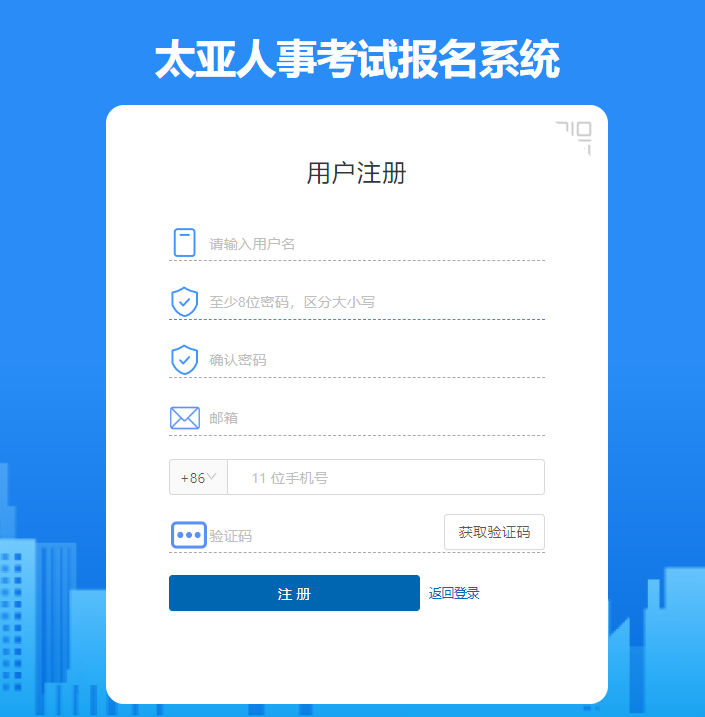 太亚人事考试报名系统
用户注册
请输入用户名
至少8位密码，区分大小写
确认密码
邮箱
+86 11 位手机号
验证码 获取验证码
注 册 返回登录